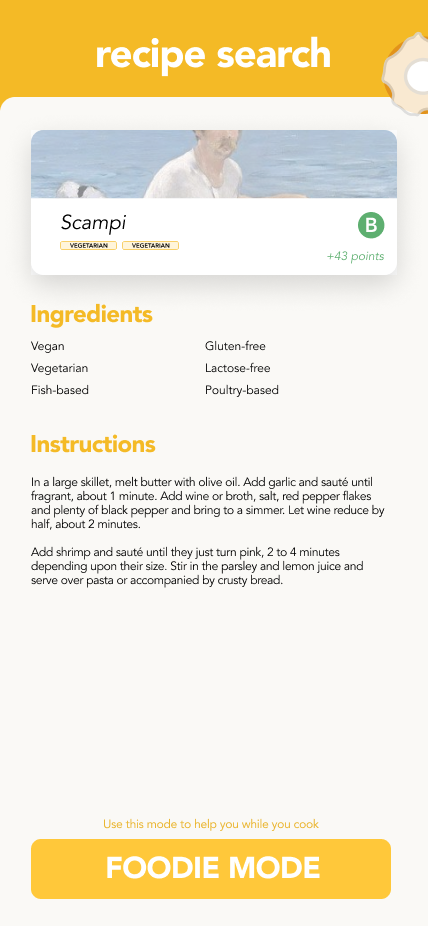 recipe search
Scampi
B
VEGETARIAN VEGETARIAN
+43 points
Ingredients
Vegan Gluten-free
Vegetarian Lactose-free
Fish-based Poultry-based
Instructions
In a large skillet, melt butter with olive oil. Add garlic and sauté until
fragrant, about 1 minute. Add wine or broth, salt, red pepper flakes
and plenty of black pepper and bring to a simmer. Let wine reduce by
half, about 2 minutes.
Add shrimp and sauté until they just turn pink, 2 to 4 minutes
depending upon their size. Stir in the parsley and lemon juice and
serve over pasta or accompanied by crusty bread.
Use this mode to help you while you cook
FOODIE MODE